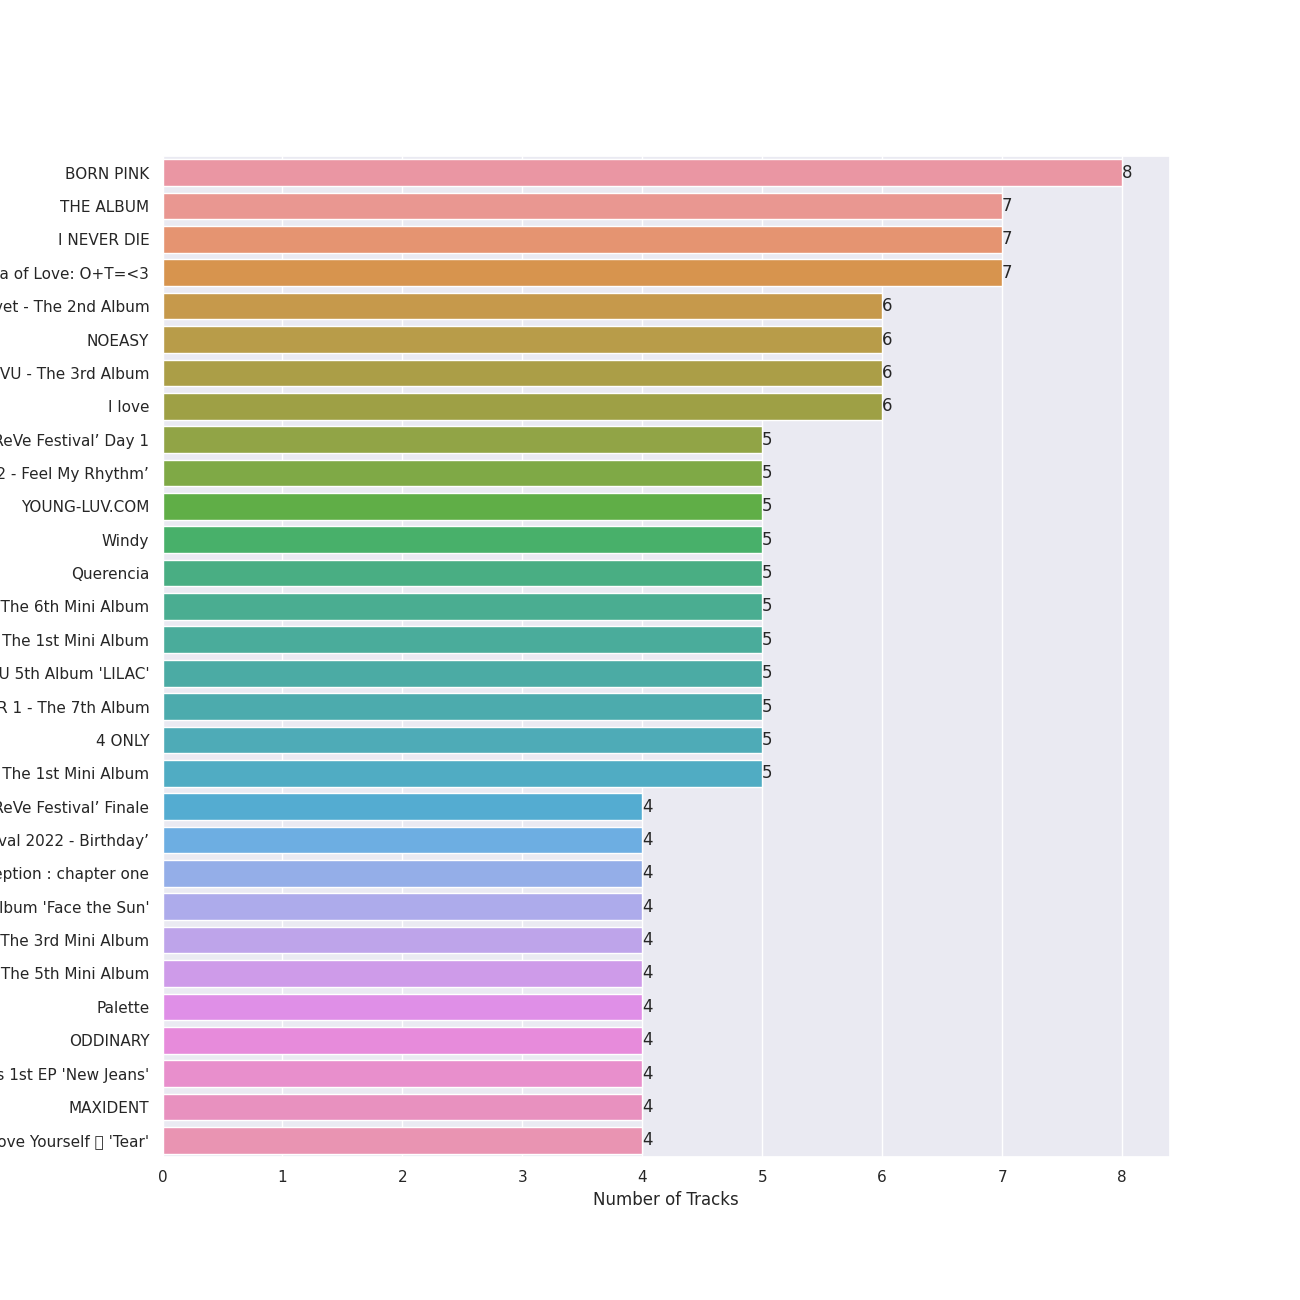 BORN PINK 8
THE ALBUM 7
I NEVER DIE 7
a of Love: O+T=<3 7
vet - The 2nd Album 6
NOEASY 6
VU - The 3rd Album 6
I love 6
ReVe Festival’ Day 1 5
2 - Feel My Rhythm’ 5
YOUNG-LUV.COM 5
Windy 5
Querencia 5
The 6th Mini Album 5
The 1st Mini Album 5
U 5th Album 'LILAC' 5
R 1 - The 7th Album 5
4 ONLY 5
The 1st Mini Album 5
ReVe Festival’ Finale 4
val 2022 - Birthday’ 4
eption : chapter one 4
lbum 'Face the Sun' 4
The 3rd Mini Album 4
The 5th Mini Album 4
Palette 4
ODDINARY 4
s 1st EP 'New Jeans' 4
MAXIDENT 4
ove Yourself 'Tear' 4
0 1 2 3 4 5 6 7 8
Number of Tracks